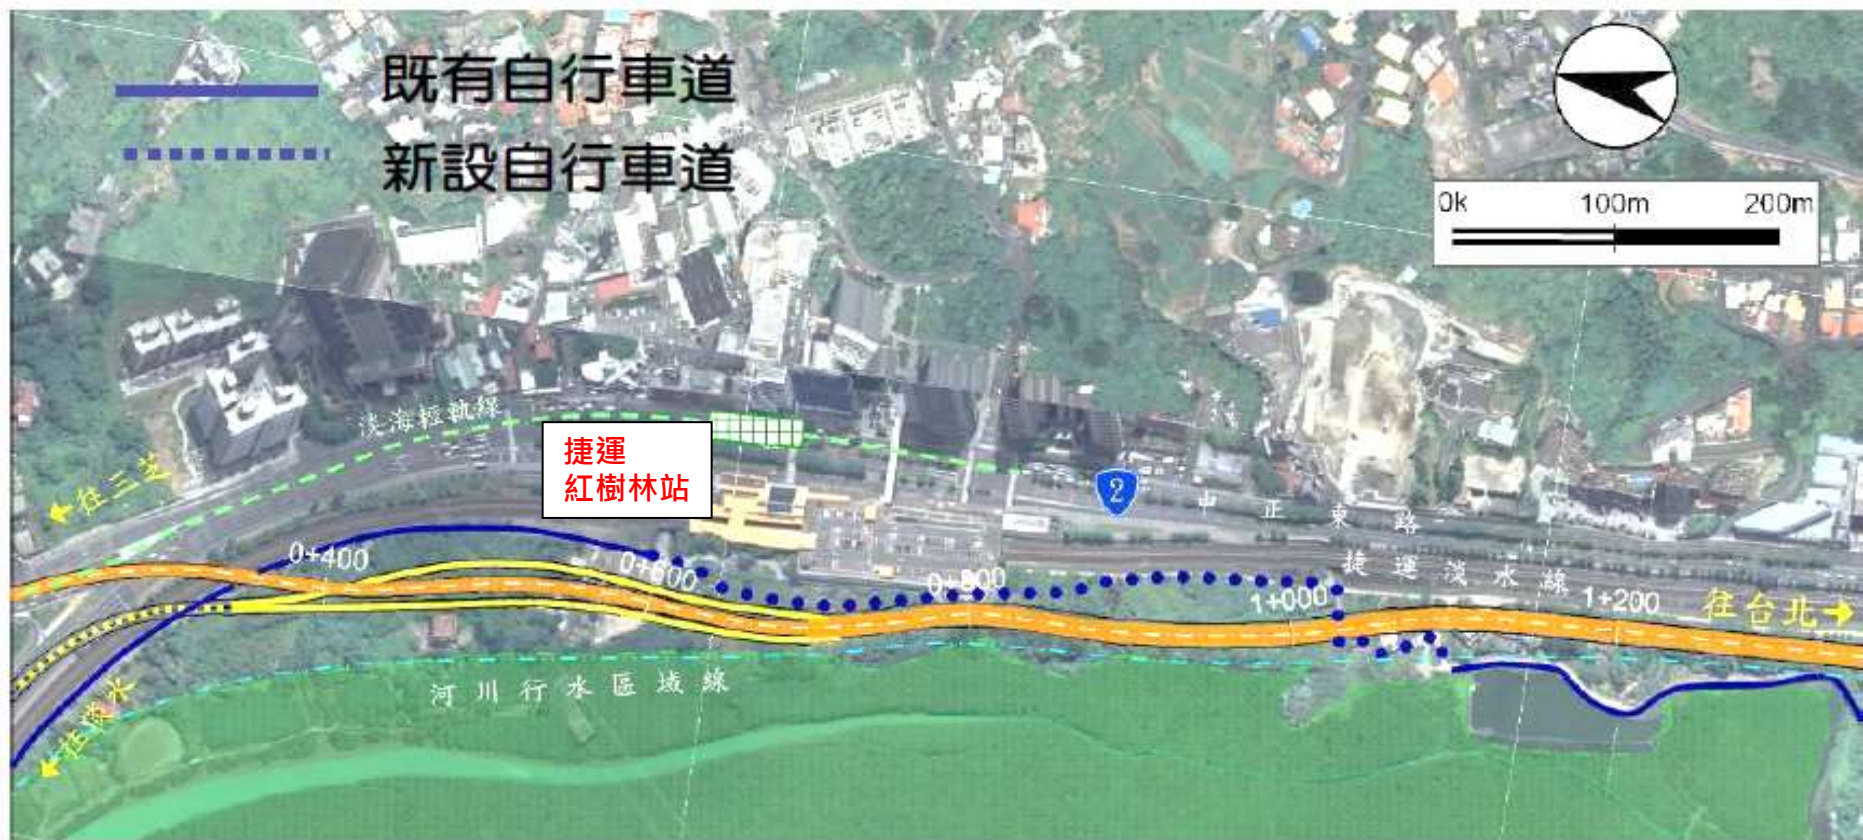 既有自行車道
新設自行車道
0k 100m 200m
淡海輕軌線
捷運
紅樹林站
往三芝
2
中正東路
捷運淡水線
0+400
0+600
0+800
1+000
1+200
往台北
河川行水區域線
往淡水